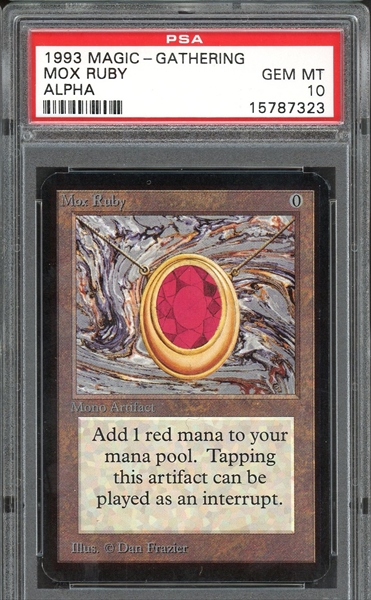 PSA
1993 MAGIC - GATHERING
MOX RUBY
GEM MT
ALPHA
10
15787323
Mox Ruby
0
Mono Artifact
Add 1 red mana to your
mana pool. Tapping
this artifact can be
played as an interrupt.
Illus. © Dan Frazier